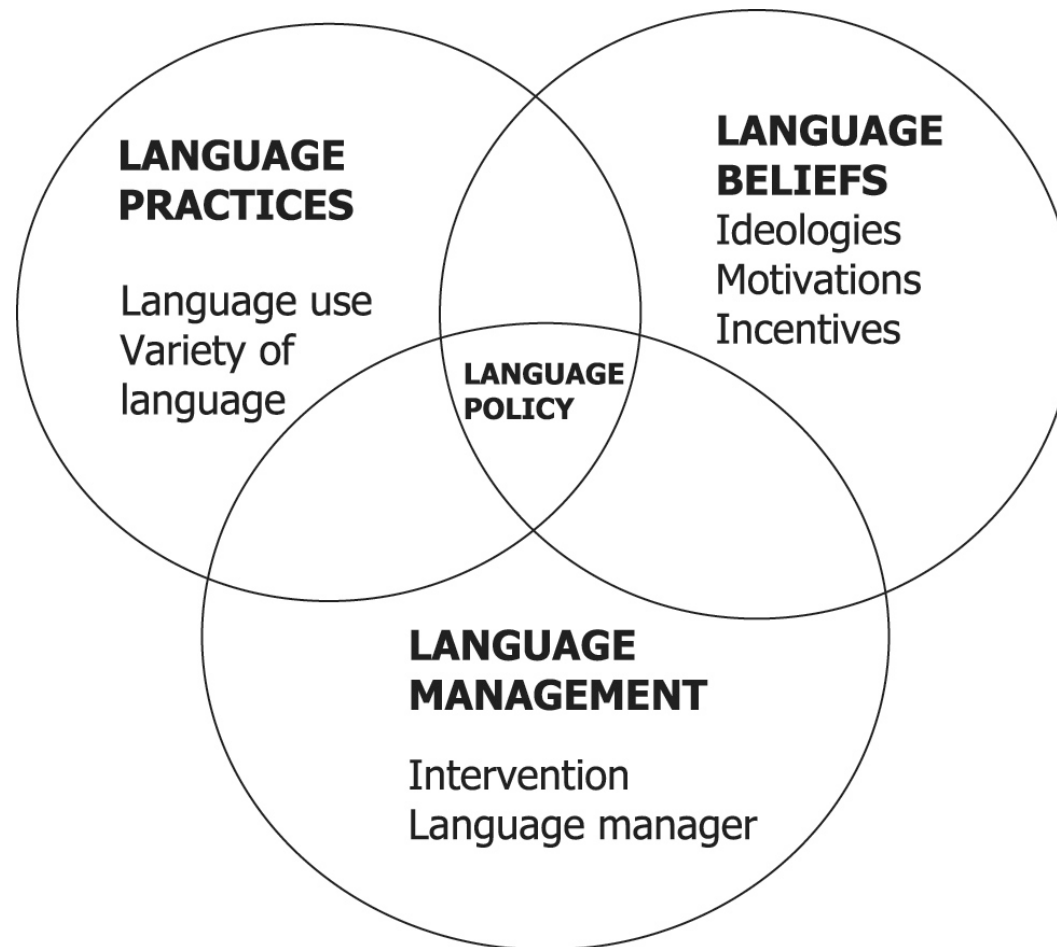 LANGUAGE
PRACTICES
Language use
Variety of
language
LANGUAGE
BELIEFS
Ideologies
Motivations
Incentives
LANGUAGE
POLICY
LANGUAGE
MANAGEMENT
Intervention
Language manager